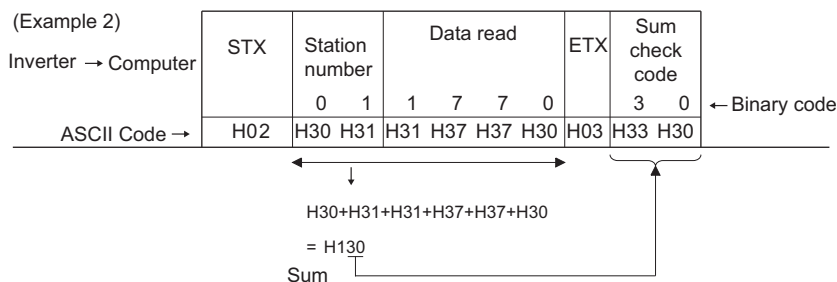 (Example 2)
Inverter → Computer
STX
Station number
Data read
ETX
Sum check code
0 1 1 7 7 0 3 0
← Binary code
ASCII Code →
H02 H30 H31 H31 H37 H37 H30 H03 H33 H30
H30+H31+H31+H37+H37+H30
= H130
Sum